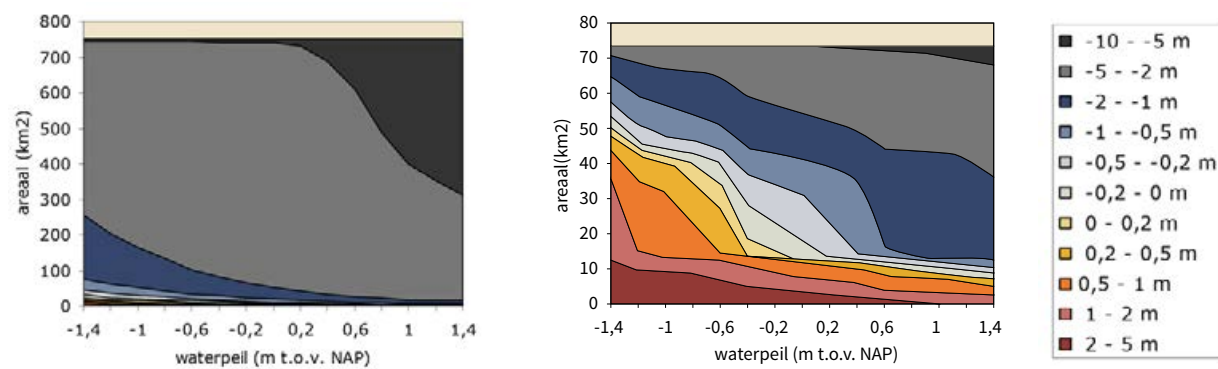 800
700
600
500
400
300
200
100
0
areaal (km2)
-1,4 -1 -0,6 -0,2 0,2 0,6 1 1,4
waterpeil (m t.o.v. NAP)
80
70
60
50
40
30
20
10
0
areaal(km2)
-1,4 -1 -0,6 -0,2 0,2 0,6 1 1,4
waterpeil (m t.o.v. NAP)
-10 - -5 m
-5 - -2 m
-2 - -1 m
-1 - -0,5 m
-0,5 - -0,2 m
-0,2 - 0 m
0 - 0,2 m
0,2 - 0,5 m
0,5 - 1 m
1 - 2 m
2 - 5 m